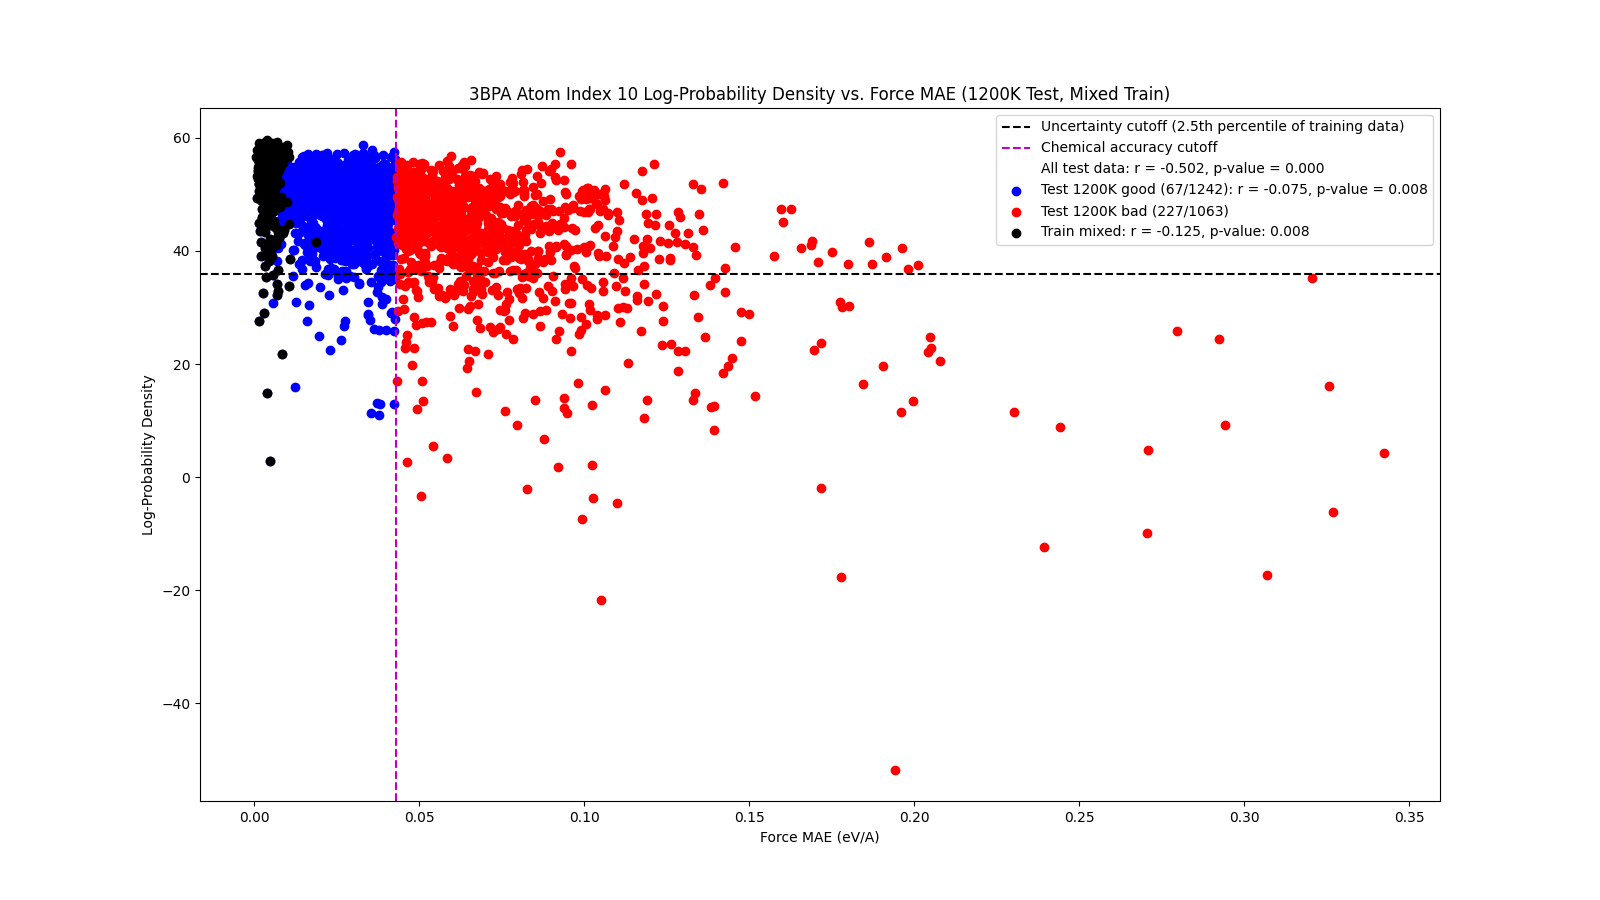 3BPA Atom Index 10 Log-Probability Density vs. Force MAE (1200K Test, Mixed Train)
Uncertainty cutoff (2.5th percentile of training data)
Chemical accuracy cutoff
All test data: r = -0.502, p-value = 0.000
Test 1200K good (67/1242): r = -0.075, p-value = 0.008
Test 1200K bad (227/1063)
Train mixed: r = -0.125, p-value: 0.008
Log-Probability Density
60
40
20
0
−20
−40
0.00 0.05 0.10 0.15 0.20 0.25 0.30 0.35
Force MAE (eV/A)